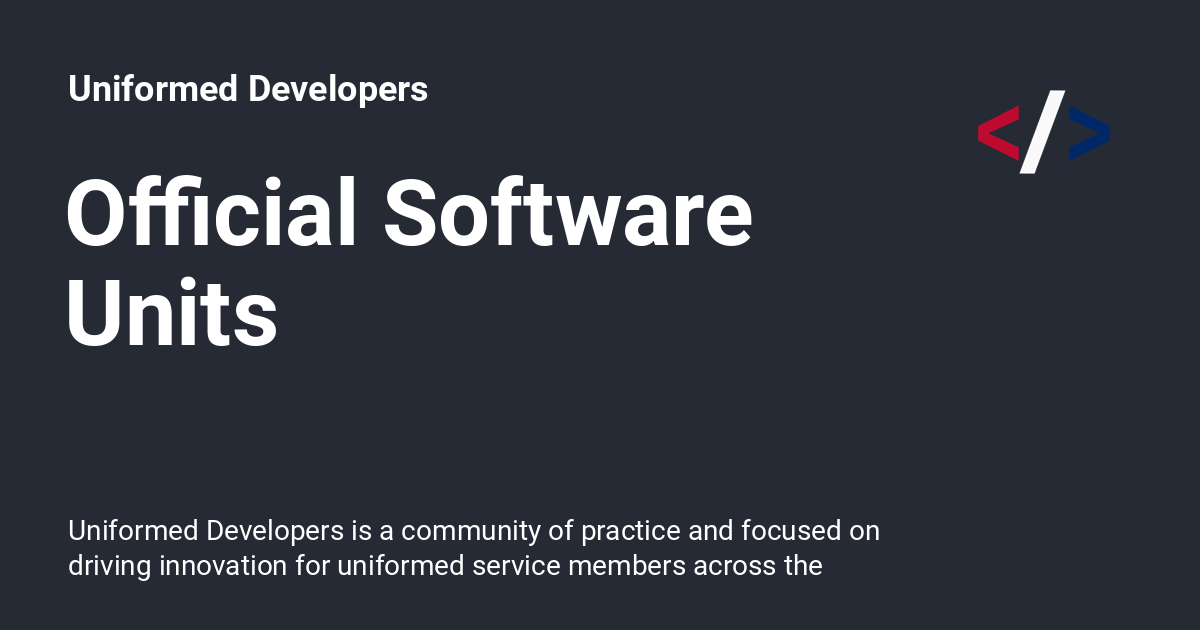 Uniformed Developers
</>
Official Software
Units
Uniformed Developers is a community of practice and focused on
driving innovation for uniformed service members across the